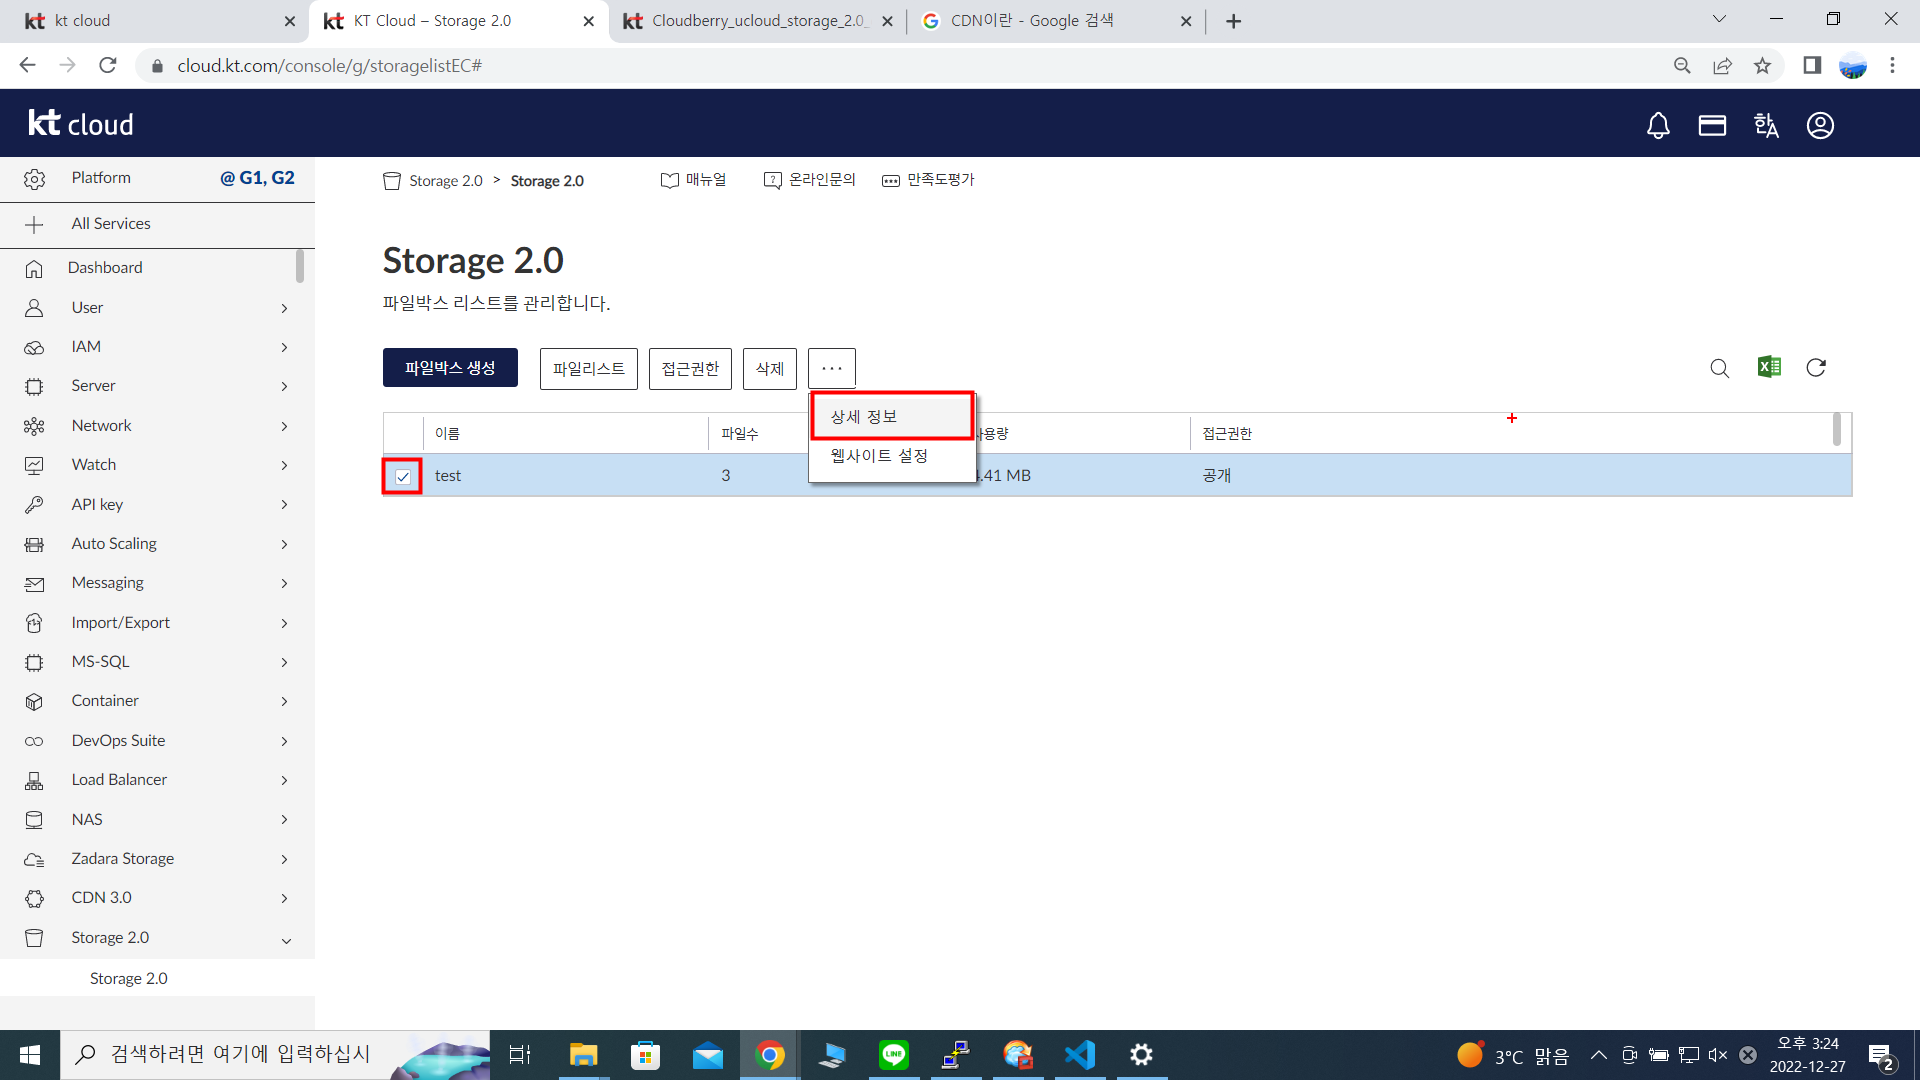 kt kt cloud
kt KT Cloud – Storage 2.0
kt Cloudberry_ucloud_storage_2.0_
CDN이란 - Google 검색
cloud.kt.com/console/g/storagelistEC#
kt cloud
한A
Platform @ G1, G2
All Services
Dashboard
User
IAM
Server
Network
Watch
API key
Auto Scaling
Messaging
Import/Export
MS-SQL
Container
DevOps Suite
Load Balancer
NAS
Zadara Storage
CDN 3.0
Storage 2.0
Storage 2.0
Storage 2.0 > Storage 2.0
매뉴얼
온라인문의
만족도평가
Storage 2.0
파일박스 리스트를 관리합니다.
파일박스 생성
파일리스트
접근권한
삭제
···
상세 정보
웹사이트 설정
이름 파일수 용량 접근권한
test 3 .41 MB 공개
검색하려면 여기에 입력하십시
LINE
3°C 맑음
오후 3:24
2022-12-27
2